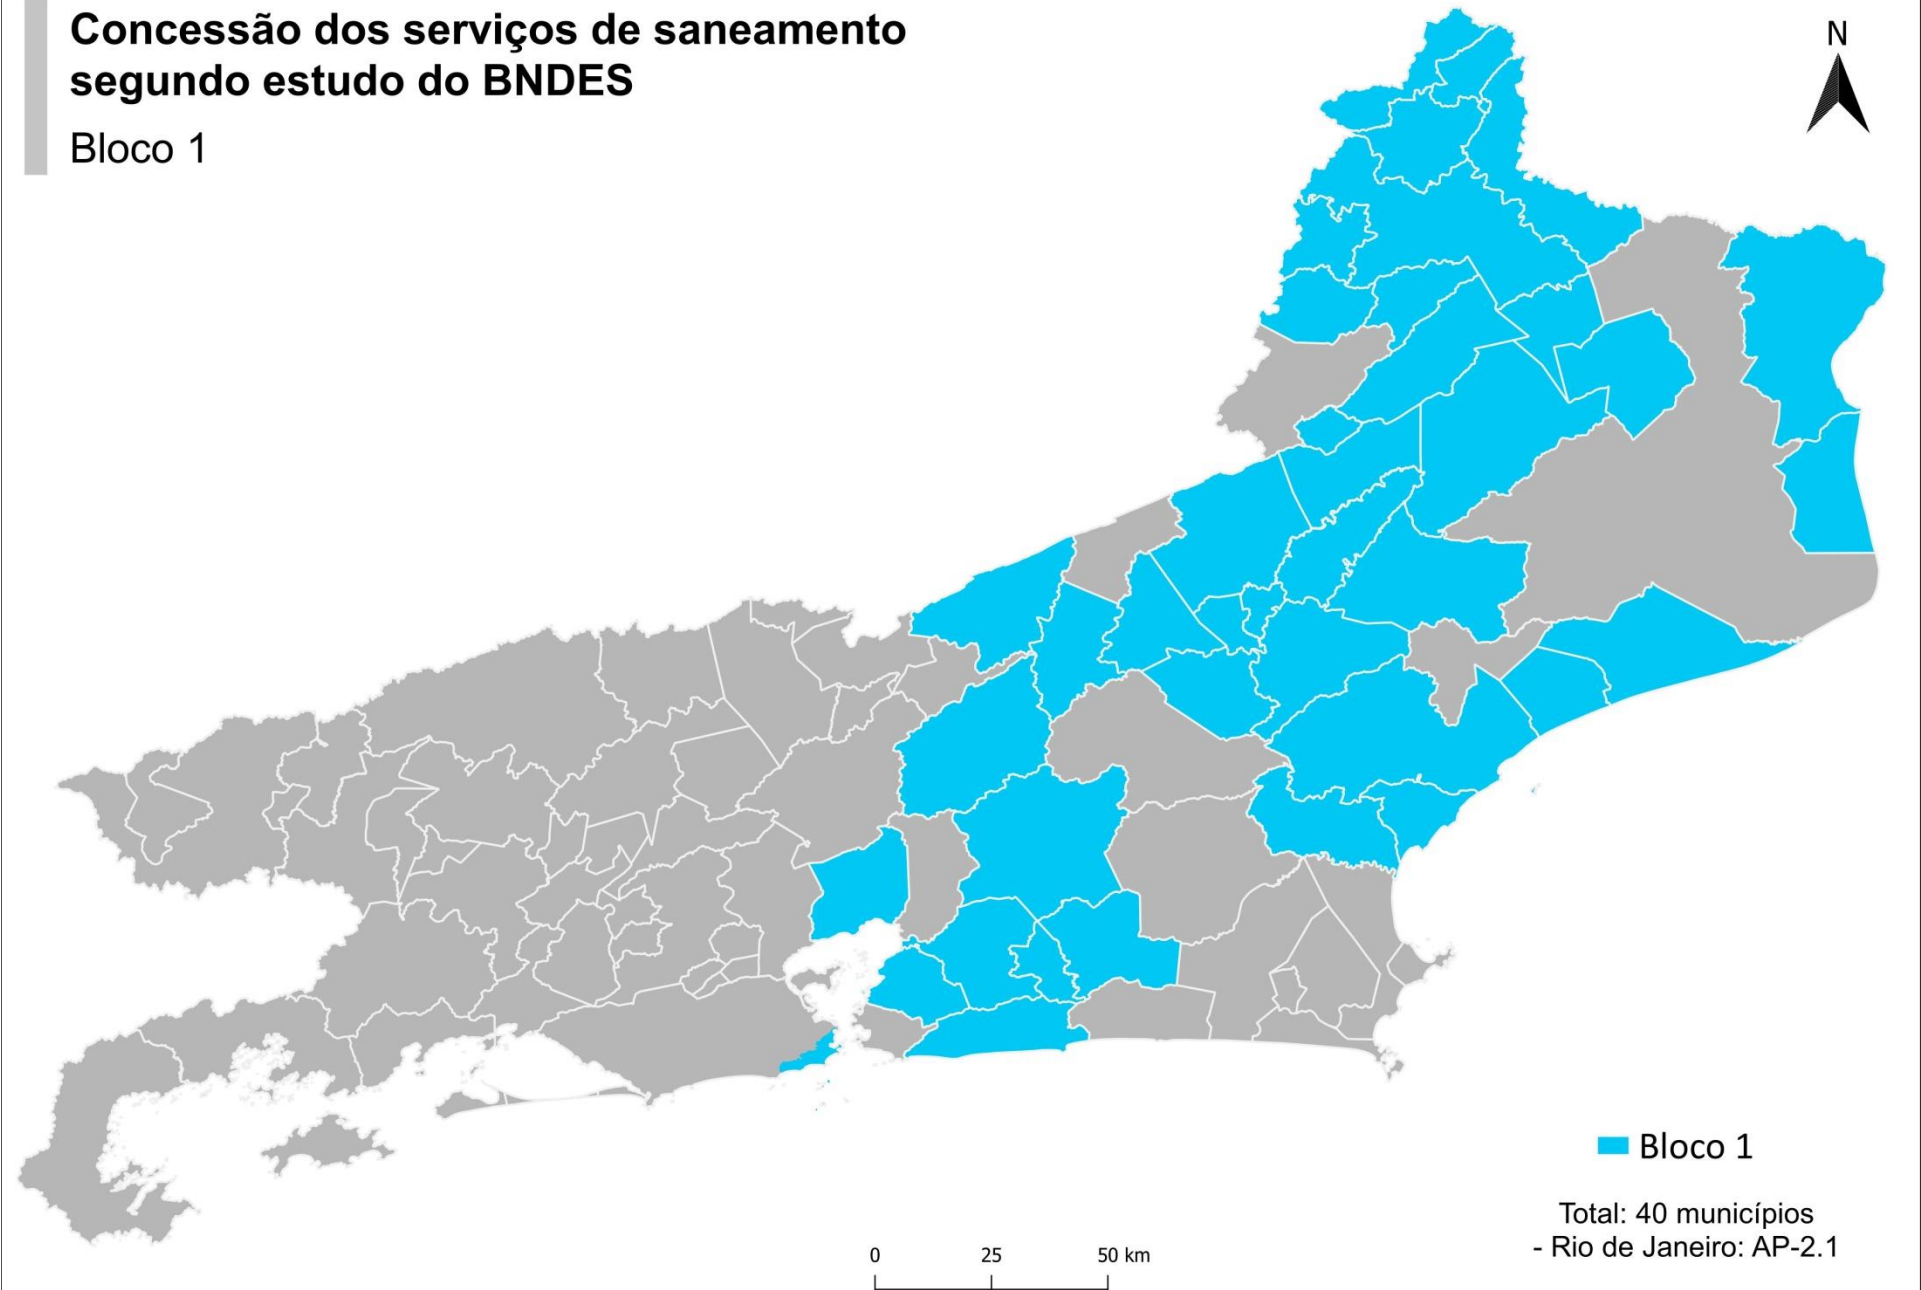 Concessão dos serviços de saneamento
segundo estudo do BNDES
Bloco 1
N
Bloco 1
Total: 40 municípios
- Rio de Janeiro: AP-2.1
0 25 50 km